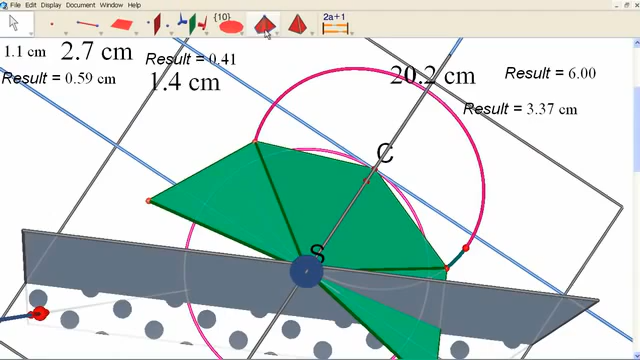 File Edit Display Document Window Help
{10}
2a+1
1.1 cm
2.7 cm
Result = 0.41
Result = 0.59 cm
1.4 cm
20.2 cm
Result = 6.00
Result = 3.37 cm
C
S